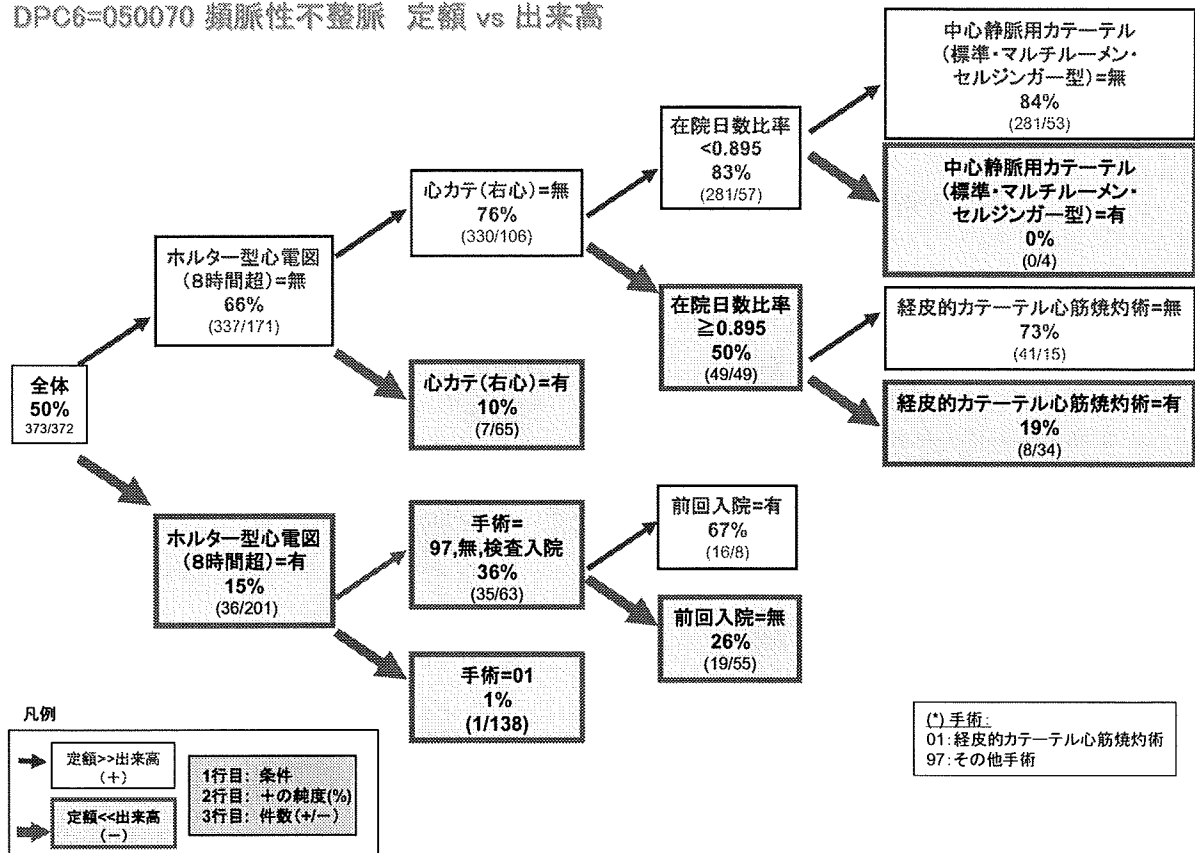 DPC6=050070 頻脈性不整脈 定額 vs 出来高
全体
50%
373/372
ホルター型心電図
(8時間超)=無
66%
(337/171)
ホルター型心電図
(8時間超)=有
15%
(36/201)
心カテ(右心)=無
76%
(330/106)
心カテ(右心)=有
10%
(7/65)
手術=
97,無,検査入院
36%
(35/63)
手術=01
1%
(1/138)
在院日数比率
<0.895
83%
(281/57)
在院日数比率
≧0.895
50%
(49/49)
前回入院=有
67%
(16/8)
前回入院=無
26%
(19/55)
中心静脈用カテーテル
(標準・マルチルーメン・
セルジンガー型)=無
84%
(281/53)
中心静脈用カテーテル
(標準・マルチルーメン・
セルジンガー型)=有
0%
(0/4)
経皮的カテーテル心筋焼灼術=無
73%
(41/15)
経皮的カテーテル心筋焼灼術=有
19%
(8/34)
凡例
定額>>出来高
(+)
定額<<出来高
(-)
1行目: 条件
2行目: +の純度(%)
3行目: 件数(+/-)
(*) 手術:
01:経皮的カテーテル心筋焼灼術
97:その他手術